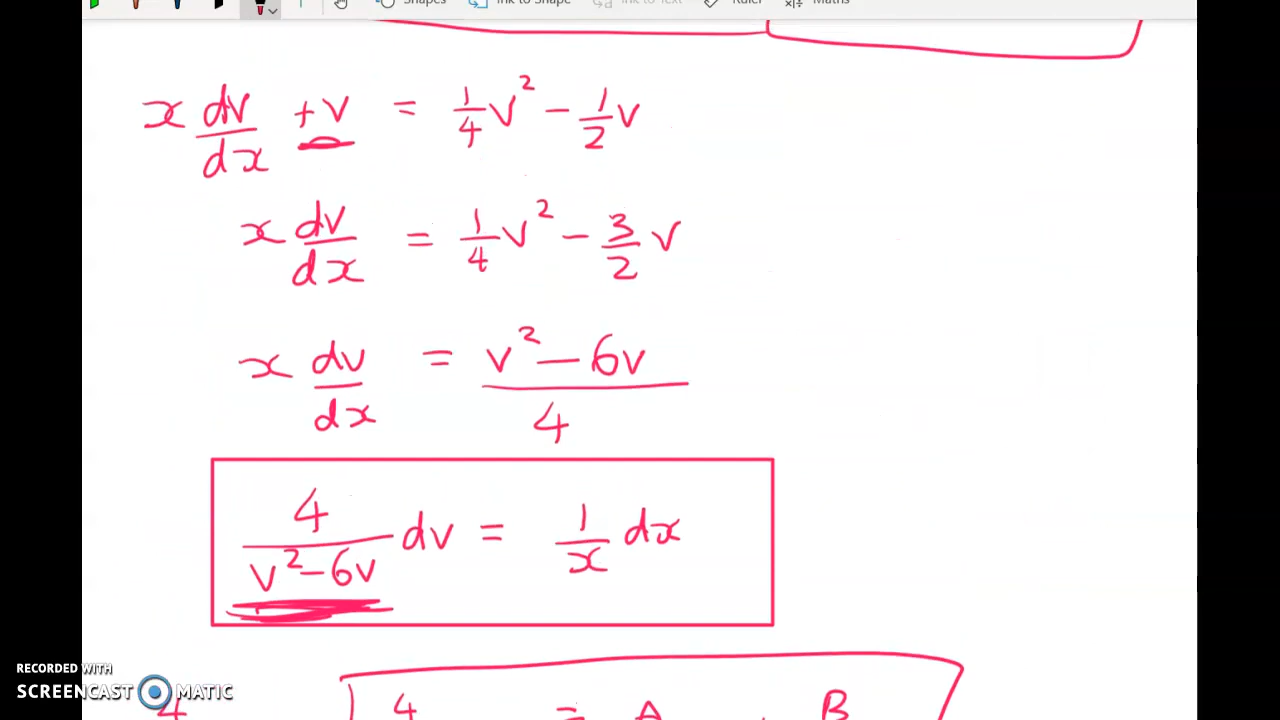 Shapes Ink to Shape Ink to Text Ruler Maths
x dv/dx + v = 1/4 v² - 1/2 v
x dv/dx = 1/4 v² - 3/2 v
x dv/dx = (v² - 6v)/4
4/(v² - 6v) dv = 1/x dx
4 4 = A + B
RECORDED WITH
SCREENCAST MATIC